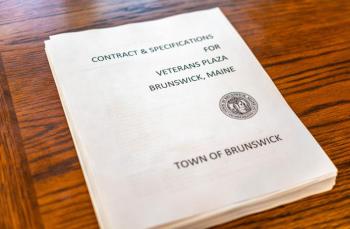 CONTRACT & SPECIFICATIONS
FOR
VETERANS PLAZA
BRUNSWICK, MAINE
TOWN OF BRUNSWICK